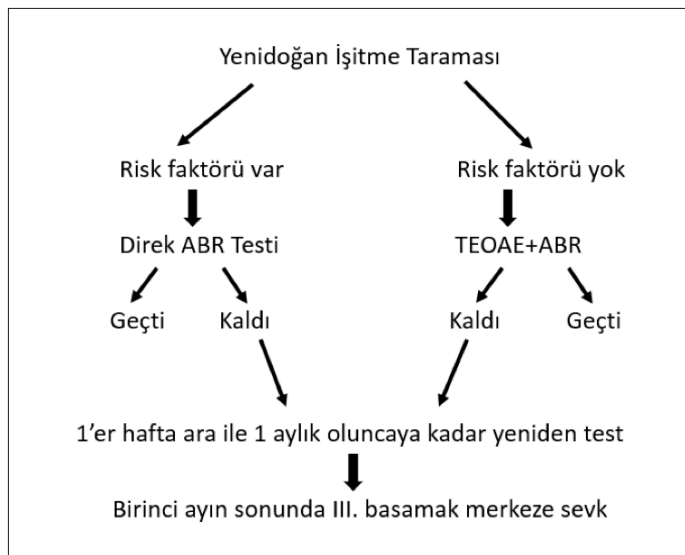 Yenidoğan İşitme Taraması
Risk faktörü var
Risk faktörü yok
Direk ABR Testi
TEOAE+ABR
Geçti
Kaldı
Kaldı
Geçti
1’er hafta ara ile 1 aylık oluncaya kadar yeniden test
Birinci ayın sonunda III. basamak merkeze sevk